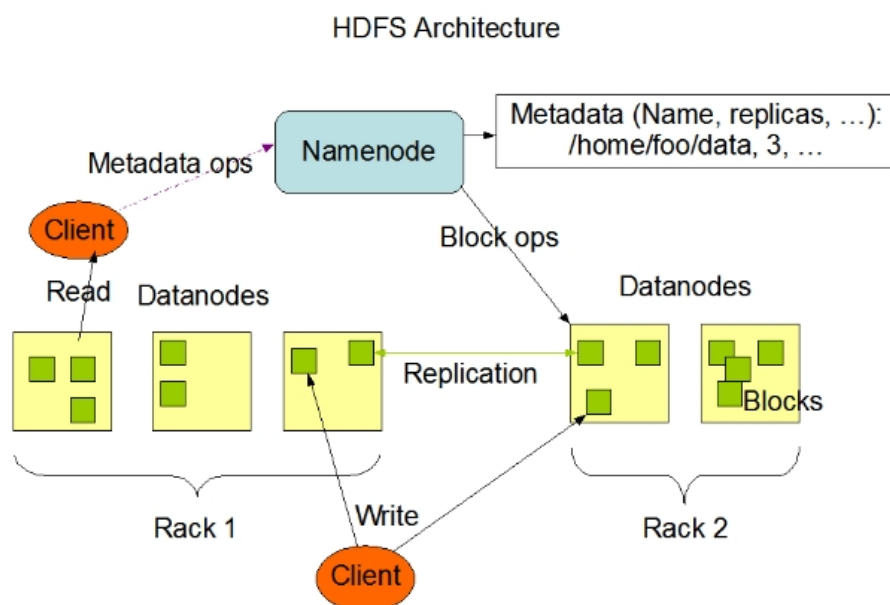 HDFS Architecture
Metadata (Name, replicas, …):
/home/foo/data, 3, …
Namenode
Metadata ops
Client
Block ops
Read
Datanodes
Datanodes
Replication
Blocks
Rack 1
Write
Rack 2
Client